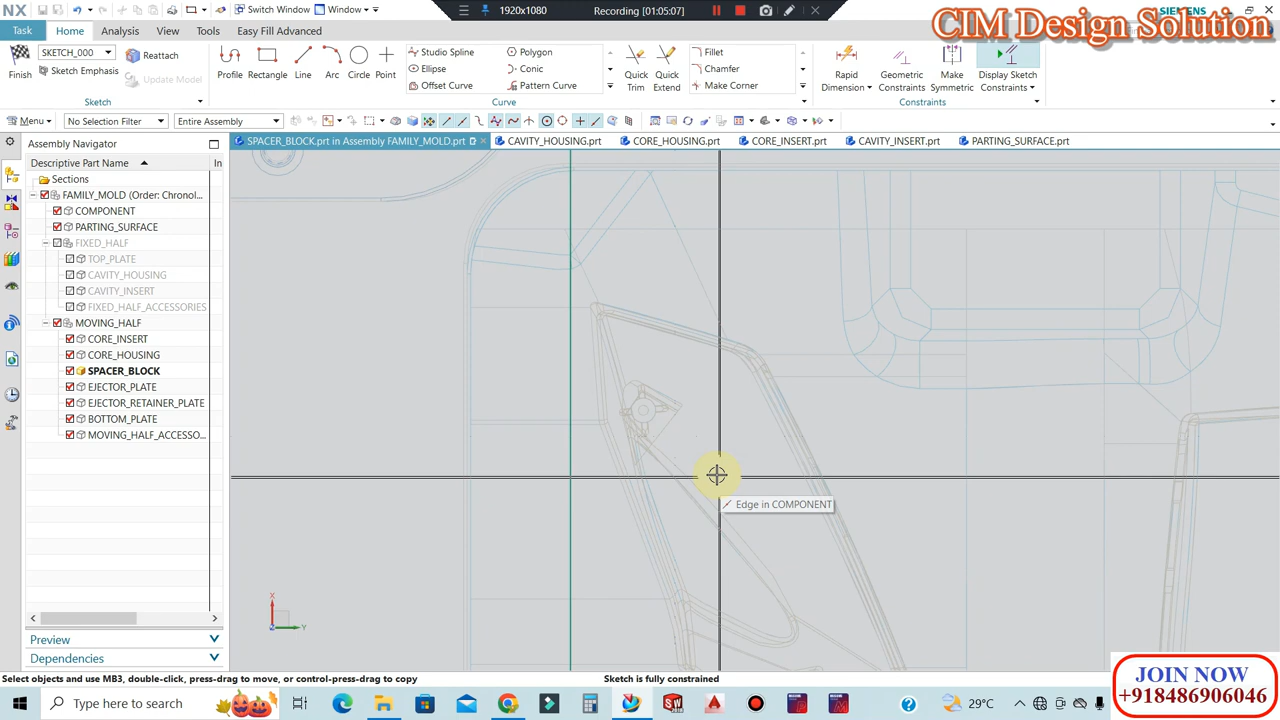 NX
Switch Window
Window
1920x1080
Recording [01:05:07]
SIEMENS
CIM Design Solution
Task
Home
Analysis
View
Tools
Easy Fill Advanced
SKETCH_000
Reattach
Finish
Sketch Emphasis
Update Model
Sketch
Profile
Rectangle
Line
Arc
Circle
Point
Studio Spline
Polygon
Ellipse
Conic
Offset Curve
Pattern Curve
Quick Trim
Quick Extend
Fillet
Chamfer
Make Corner
Curve
Rapid Dimension
Geometric Constraints
Make Symmetric
Display Sketch Constraints
Constraints
Menu
No Selection Filter
Entire Assembly
Assembly Navigator
SPACER_BLOCK.prt in Assembly FAMILY_MOLD.prt
CAVITY_HOUSING.prt
CORE_HOUSING.prt
CORE_INSERT.prt
CAVITY_INSERT.prt
PARTING_SURFACE.prt
Descriptive Part Name
In
Sections
FAMILY_MOLD (Order: Chronol...
COMPONENT
PARTING_SURFACE
FIXED_HALF
TOP_PLATE
CAVITY_HOUSING
CAVITY_INSERT
FIXED_HALF_ACCESSORIES
MOVING_HALF
CORE_INSERT
CORE_HOUSING
SPACER_BLOCK
EJECTOR_PLATE
EJECTOR_RETAINER_PLATE
BOTTOM_PLATE
MOVING_HALF_ACCESSO...
Edge in COMPONENT
X
Y
Preview
Dependencies
Select objects and use MB3, double-click, press-drag to move, or control-press-drag to copy
Sketch is fully constrained
JOIN NOW
+918486906046
Type here to search
29°C